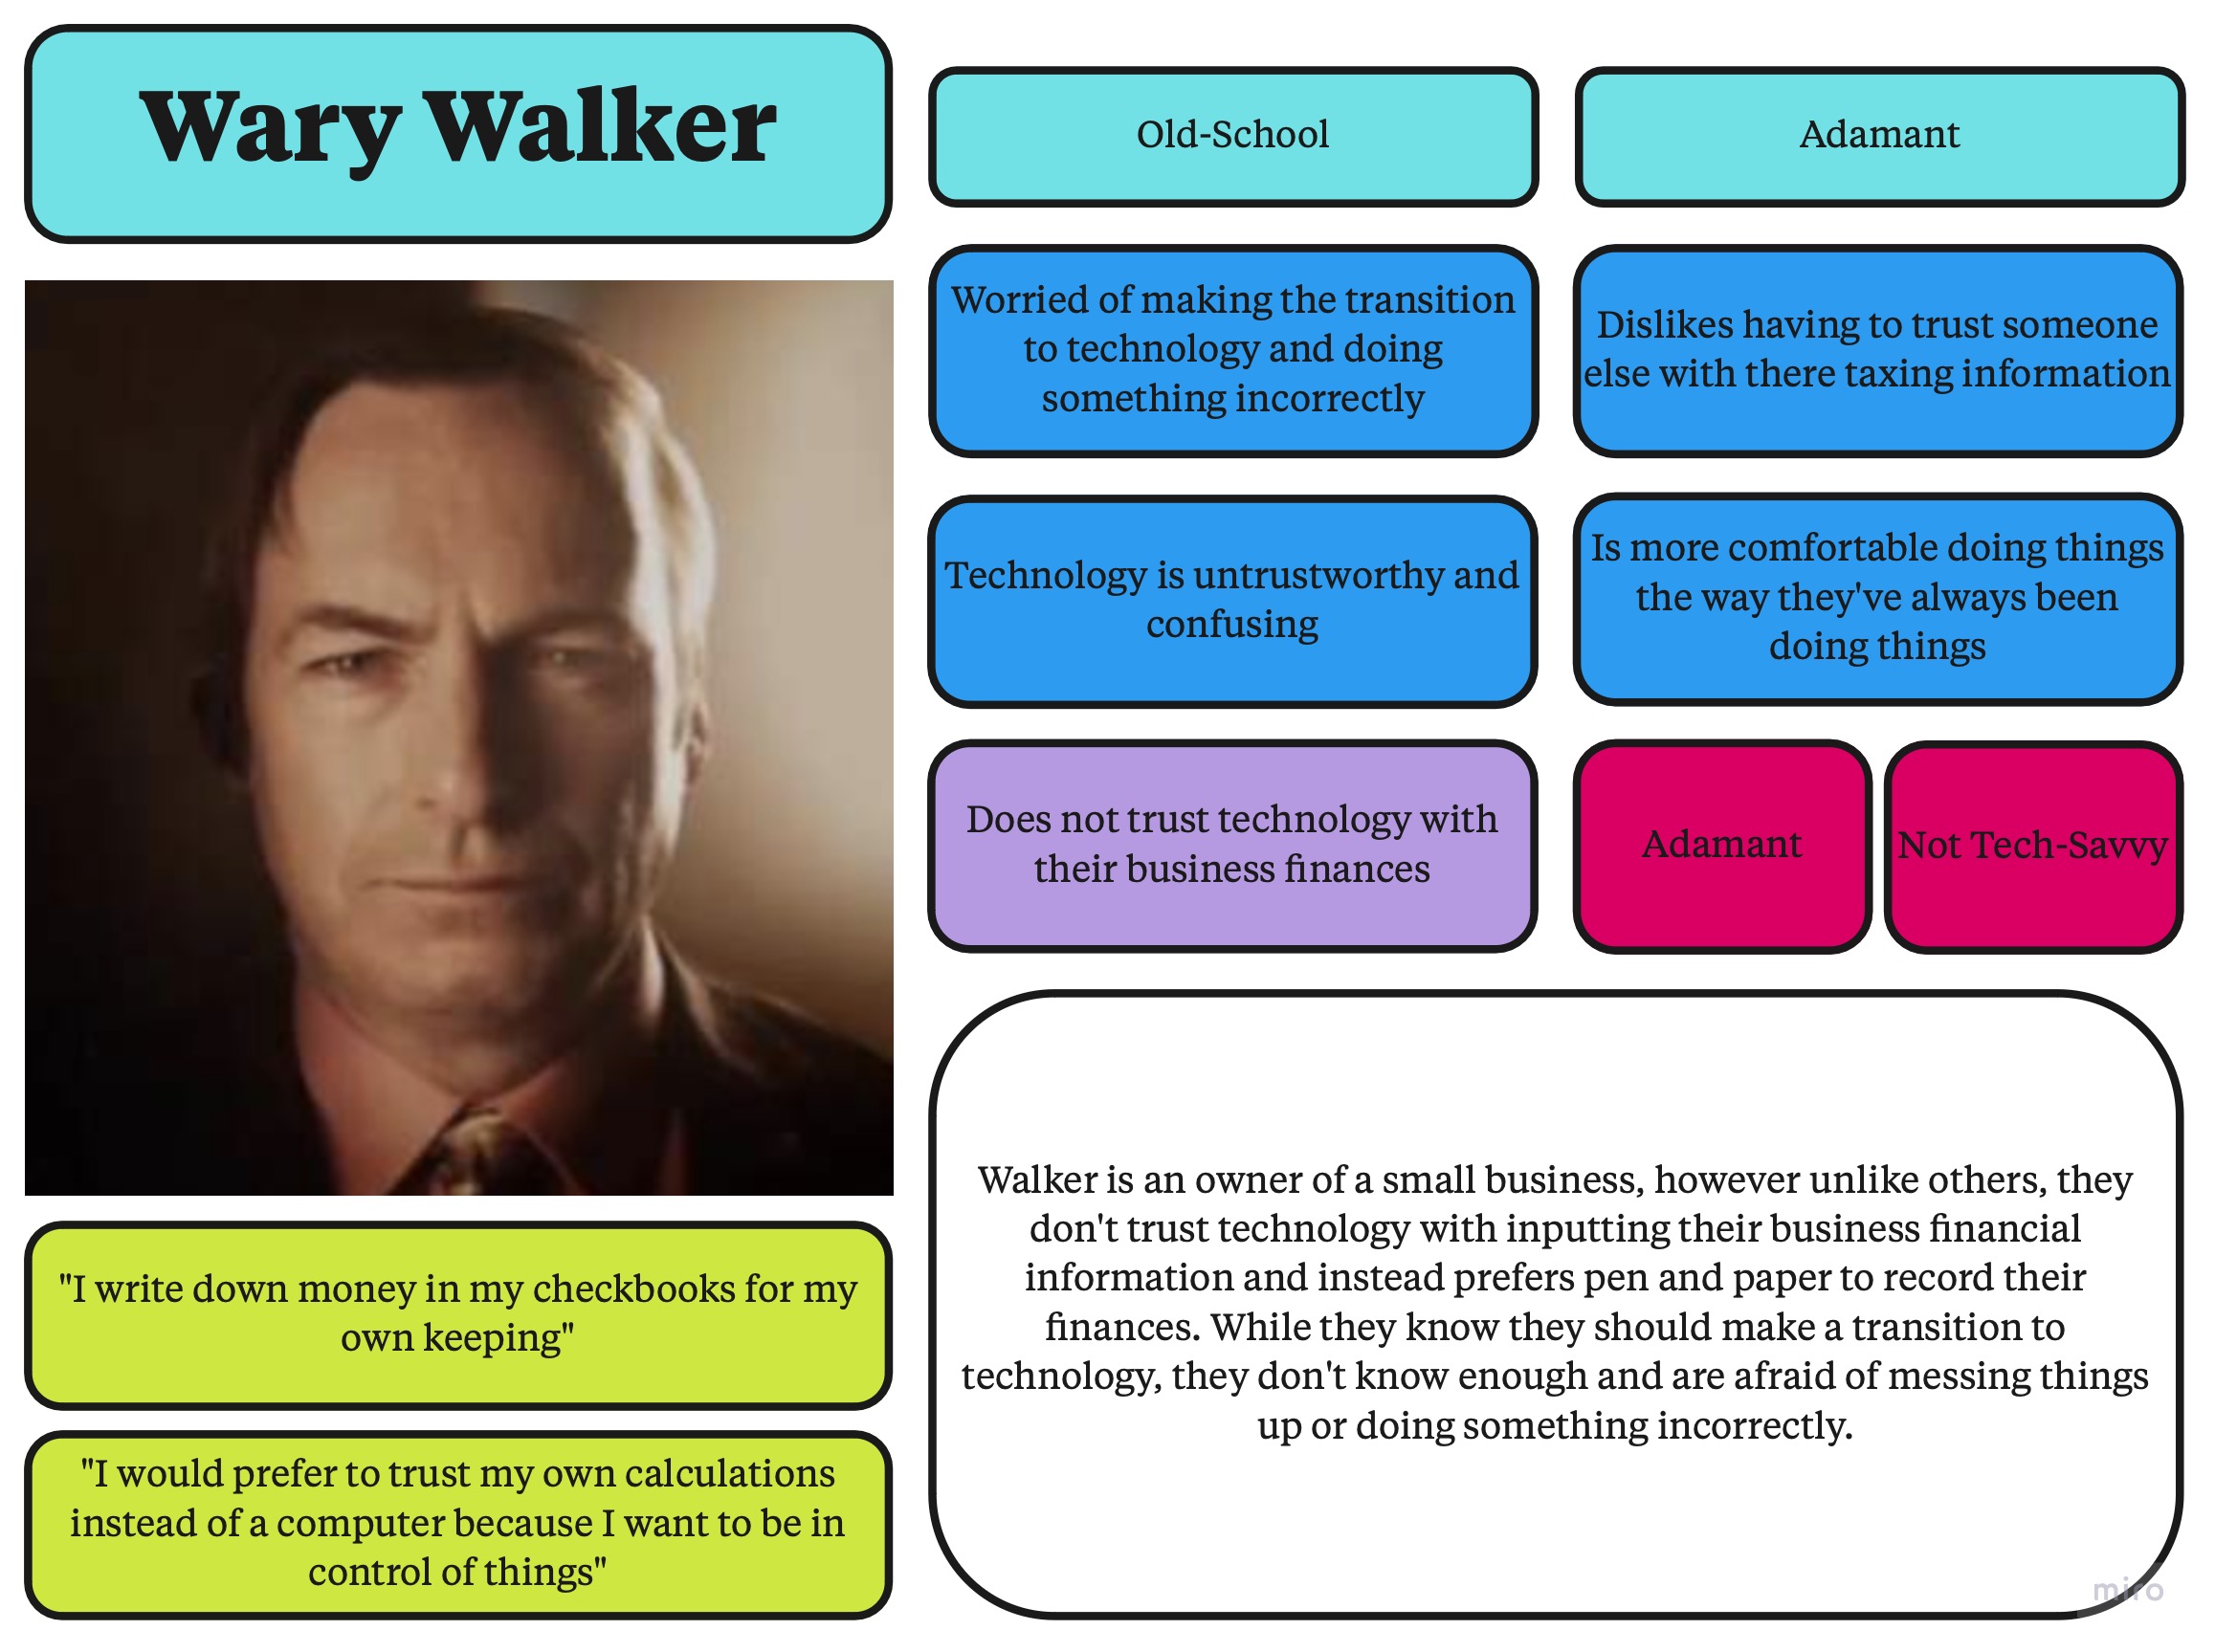 Wary Walker
Old-School
Adamant
Worried of making the transition
to technology and doing
something incorrectly
Dislikes having to trust someone
else with there taxing information
Technology is untrustworthy and
confusing
Is more comfortable doing things
the way they've always been
doing things
Does not trust technology with
their business finances
Adamant
Not Tech-Savvy
"I write down money in my checkbooks for my
own keeping"
"I would prefer to trust my own calculations
instead of a computer because I want to be in
control of things"
Walker is an owner of a small business, however unlike others, they
don't trust technology with inputting their business financial
information and instead prefers pen and paper to record their
finances. While they know they should make a transition to
technology, they don't know enough and are afraid of messing things
up or doing something incorrectly.
miro